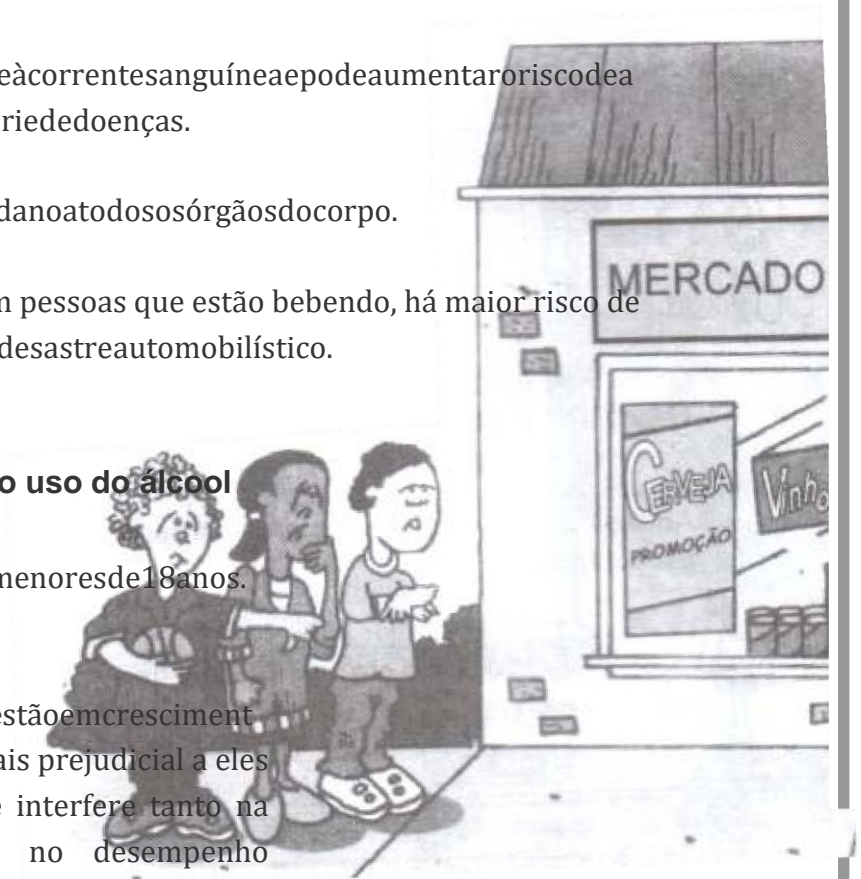 eàcorrentesanguíneaepodeaumentaroriscodea
riededoenças.
danoatodososórgãosdocorpo.
pessoas que estão bebendo, há maior risco de
desastreautomobilístico.
o uso do álcool
menoresde18anos.
estãoemcresciment
ais prejudicial a eles
e interfere tanto na
no desempenho
MERCADO
CERVEJA
PROMOÇÃO
Vinho